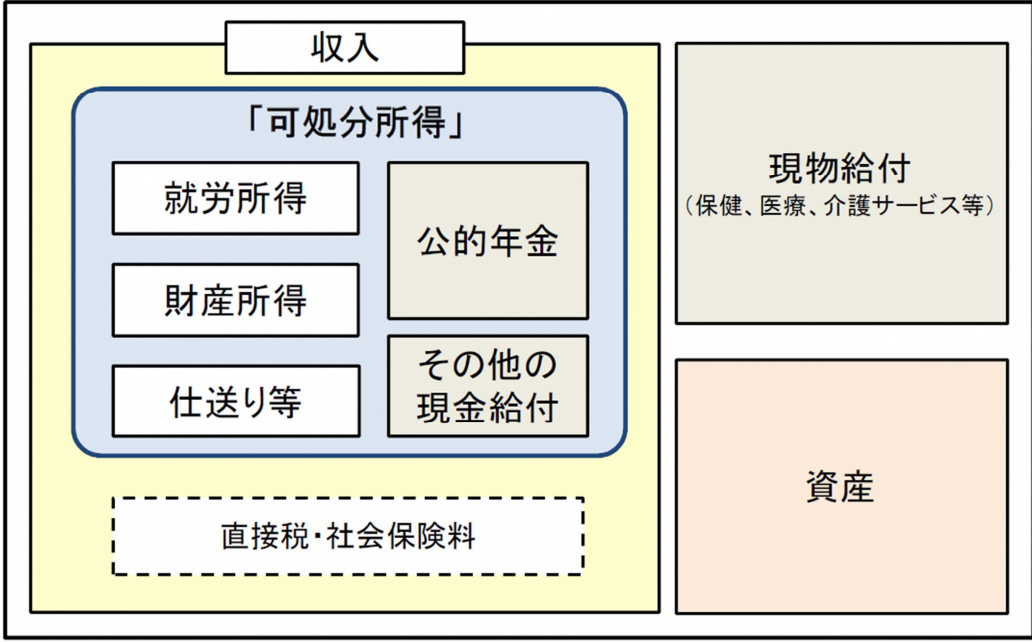 収入
「可処分所得」
就労所得
財産所得
仕送り等
公的年金
その他の
現金給付
直接税・社会保険料
現物給付
（保健、医療、介護サービス等）
資産